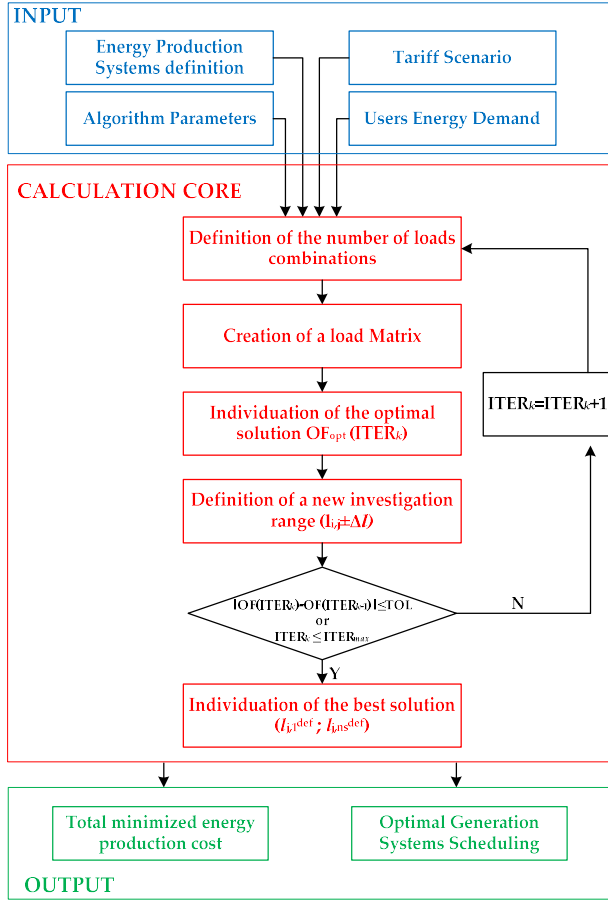 INPUT
Energy Production
Systems definition
Tariff Scenario
Algorithm Parameters
Users Energy Demand
CALCULATION CORE
Definition of the number of loads
combinations
Creation of a load Matrix
Individuation of the optimal
solution OFopt (ITERk)
ITERk=ITERk+1
Definition of a new investigation
range (li,j±Δl)
|OF(ITERk)-OF(ITERk-1)|≤TOL
or
ITERk ≤ ITERmax
N
Y
Individuation of the best solution
(li,1def ; li,nsdef)
Total minimized energy
production cost
Optimal Generation
Systems Scheduling
OUTPUT